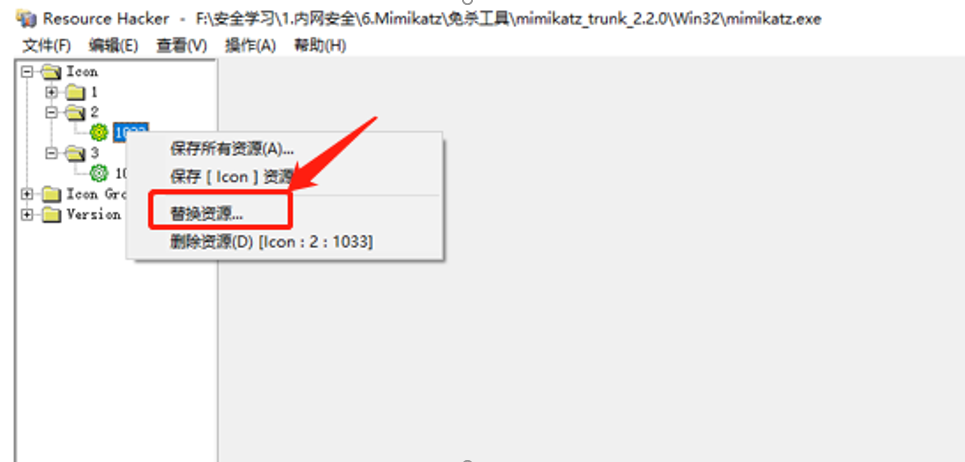 Resource Hacker - F:\安全学习\1.内网安全\6.Mimikatz\免杀工具\mimikatz_trunk_2.2.0\Win32\mimikatz.exe
文件(F) 编辑(E) 查看(V) 操作(A) 帮助(H)
Icon
1
2
1033
保存所有资源(A)...
3
保存 [ Icon ] 资源
10
Icon Gro
Version
替换资源...
删除资源(D) [Icon : 2 : 1033]